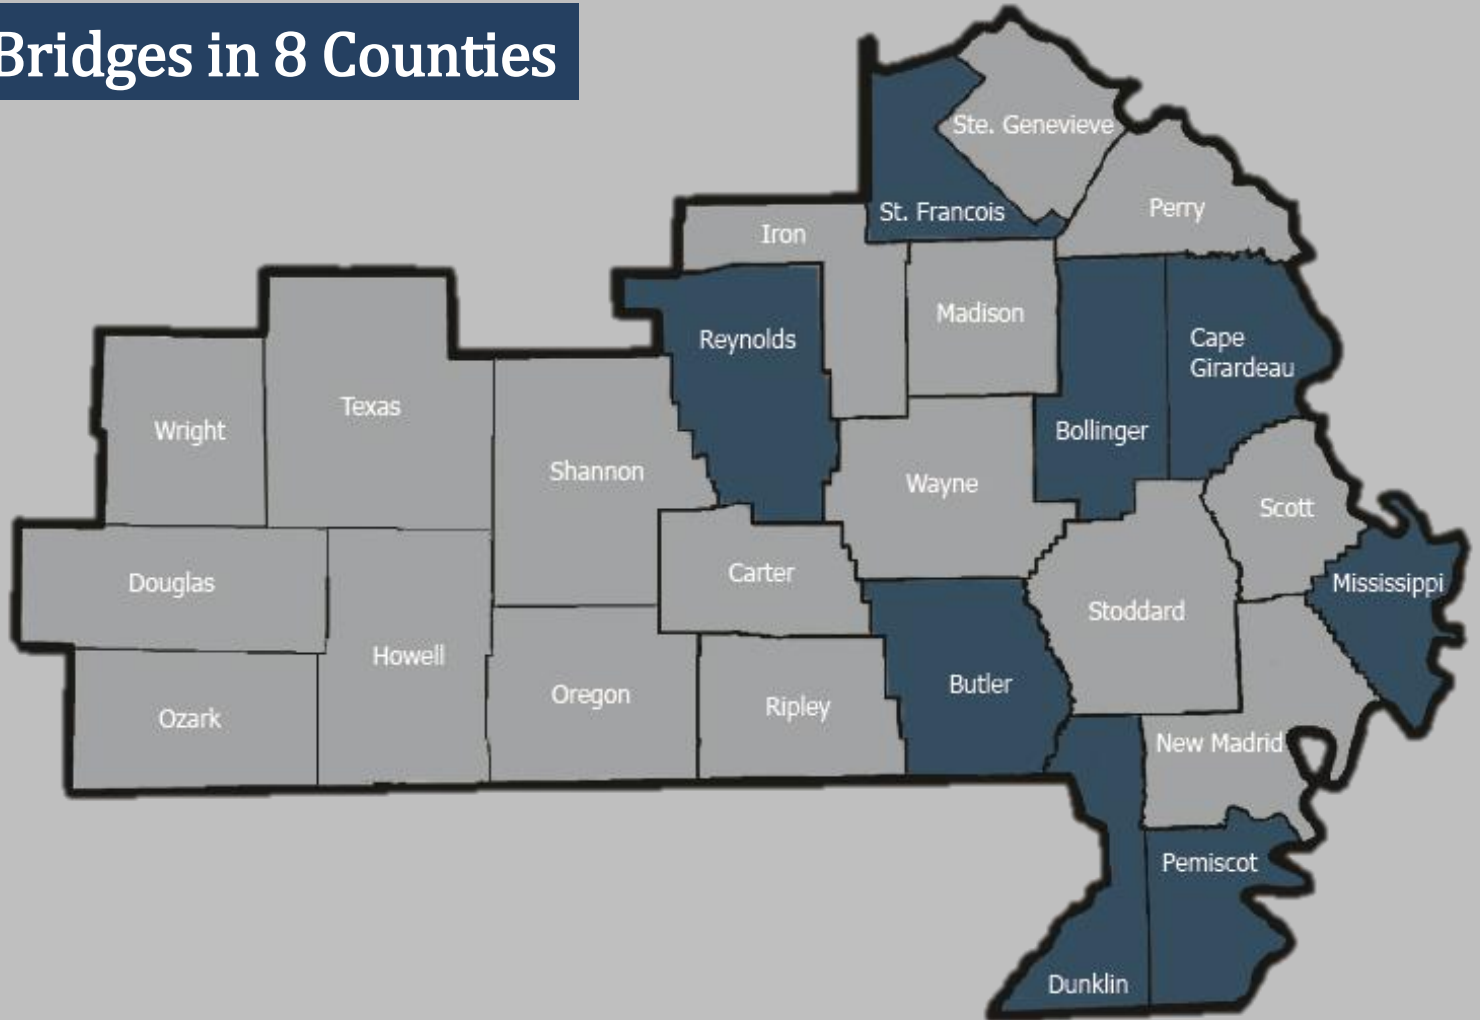 Bridges in 8 Counties
Ste. Genevieve
St. Francois
Perry
Iron
Madison
Reynolds
Cape
Girardeau
Texas
Wright
Bollinger
Shannon
Wayne
Scott
Carter
Douglas
Mississippi
Stoddard
Howell
Butler
Oregon
Ripley
Ozark
New Madrid
Pemiscot
Dunklin